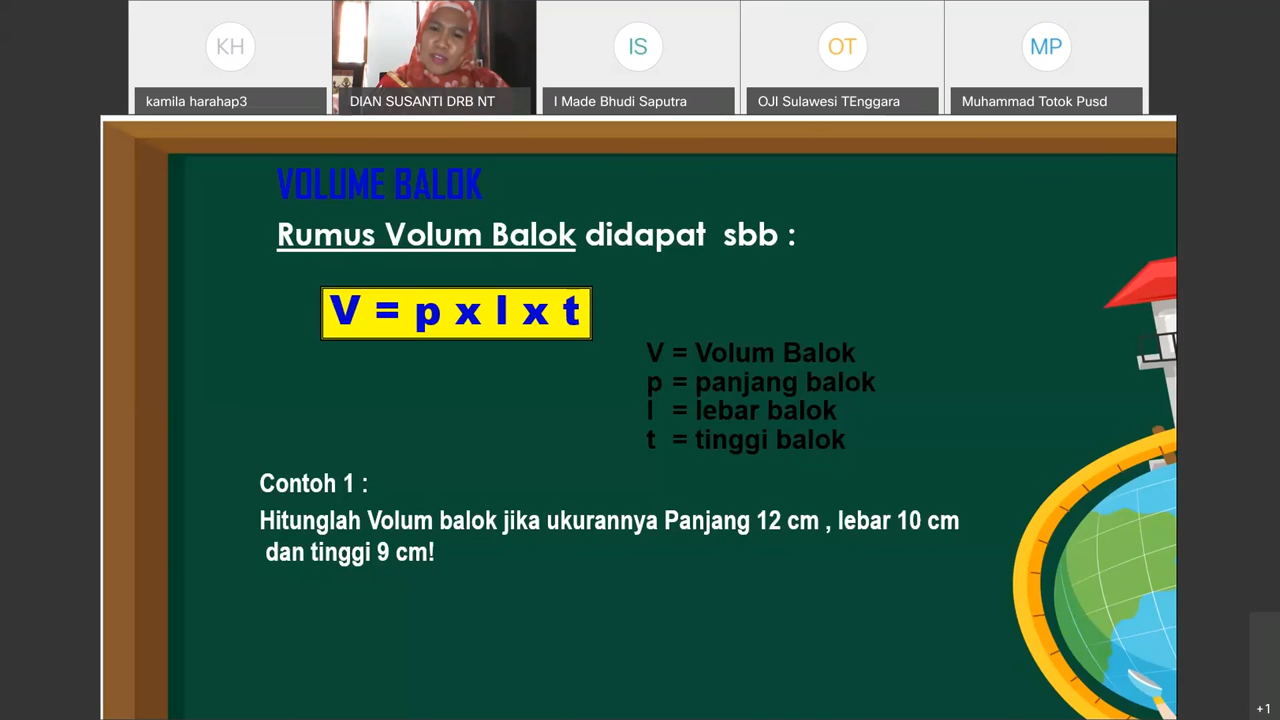 KH
IS
OT
MP
kamila harahap3
DIAN SUSANTI DRB NT
I Made Bhudi Saputra
OJI Sulawesi TEnggara
Muhammad Totok Pusd
VOLUME BALOK
Rumus Volum Balok didapat sbb :
V = p x l x t
V = Volum Balok
p = panjang balok
l = lebar balok
t = tinggi balok
Contoh 1 :
Hitunglah Volum balok jika ukurannya Panjang 12 cm , lebar 10 cm
dan tinggi 9 cm!
+1